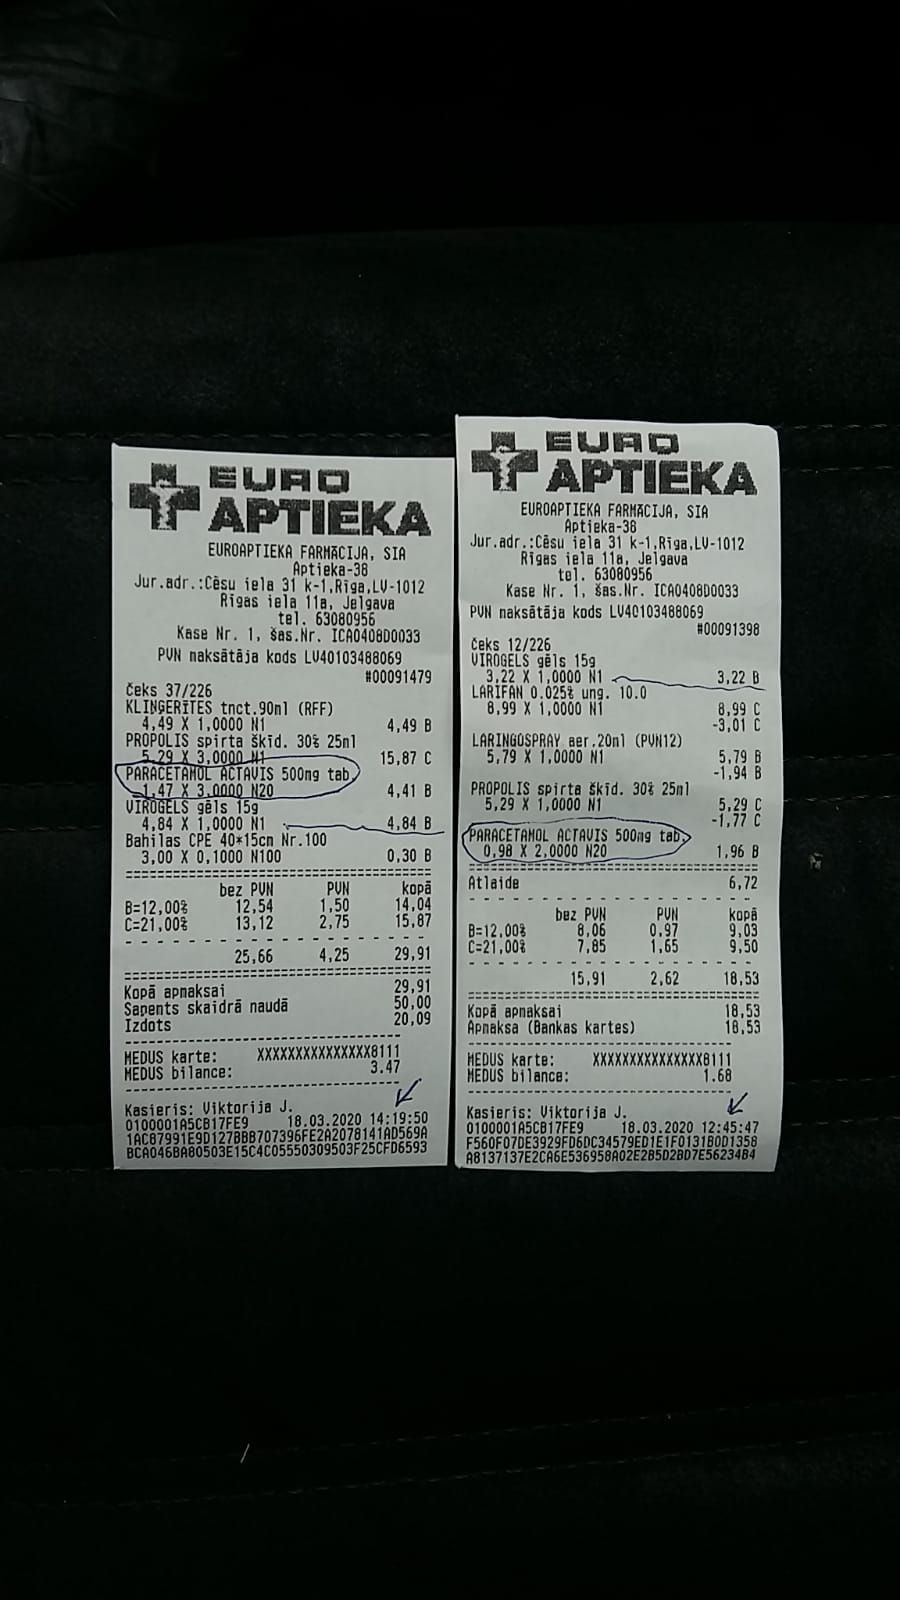 EURO
APTIEKA
EUROAPTIEKA FARMĀCIJA, SIA
Aptieka-38
Jur.adr.:Cēsu iela 31 k-1,Rīga,LV-1012
Rīgas iela 11a, Jelgava
tel. 63080956
Kase Nr. 1, šas.Nr. ICA0408D0033
PVN maksātāja kods LV40103488069
#00091479
Čeks 37/226
KLIŅĢERĪTES tnct.90ml (RFF)
4,49 X 1,0000 N1 4,49 B
PROPOLIS spirta šķīd. 30% 25ml
5,29 X 3,0000 N1 15,87 C
PARACETAMOL ACTAVIS 500mg tab.
1,47 X 3,0000 N20 4,41 B
VIROGELS gēls 15g
4,84 X 1,0000 N1 4,84 B
Bahilas CPE 40*15cm Nr.100
3,00 X 0,1000 N100 0,30 B
bez PVN PVN kopā
B=12,00% 12,54 1,50 14,04
C=21,00% 13,12 2,75 15,87
25,66 4,25 29,91
Kopā apmaksai 29,91
Saņemts skaidrā naudā 50,00
Izdots 20,09
MEDUS karte: XXXXXXXXXXXXXXX8111
MEDUS bilance: 3.47
Kasieris: Viktorija J.
0100001A5CB17FE9 18.03.2020 14:19:50
1AC87991E9D127BBB707396FE2A2078141AD569A
BCA046BA80503E15C4C05550309503F25CFD6593
EURO
APTIEKA
EUROAPTIEKA FARMĀCIJA, SIA
Aptieka-38
Jur.adr.:Cēsu iela 31 k-1,Rīga,LV-1012
Rīgas iela 11a, Jelgava
tel. 63080956
Kase Nr. 1, šas.Nr. ICA0408D0033
PVN maksātāja kods LV40103488069
#00091398
Čeks 12/226
VIROGELS gēls 15g
3,22 X 1,0000 N1 3,22 B
LARIFAN 0.025% ung. 10.0
8,99 X 1,0000 N1 8,99 C
-3,01 C
LARINGOSPRAY aer.20ml (PVN12)
5,79 X 1,0000 N1 5,79 B
-1,94 B
PROPOLIS spirta šķīd. 30% 25ml
5,29 X 1,0000 N1 5,29 C
-1,77 C
PARACETAMOL ACTAVIS 500mg tab.
0,98 X 2,0000 N20 1,96 B
Atlaide 6,72
bez PVN PVN kopā
B=12,00% 8,06 0,97 9,03
C=21,00% 7,85 1,65 9,50
15,91 2,62 18,53
Kopā apmaksai 18,53
Apmaksa (Bankas kartes) 18,53
MEDUS karte: XXXXXXXXXXXXXXX8111
MEDUS bilance: 1.68
Kasieris: Viktorija J.
0100001A5CB17FE9 18.03.2020 12:45:47
F560F07DE3929FD6DC34579ED1E1F0131B0D1358
A8137137E2CA6E536958A02E2B5D2BD7E56234B4